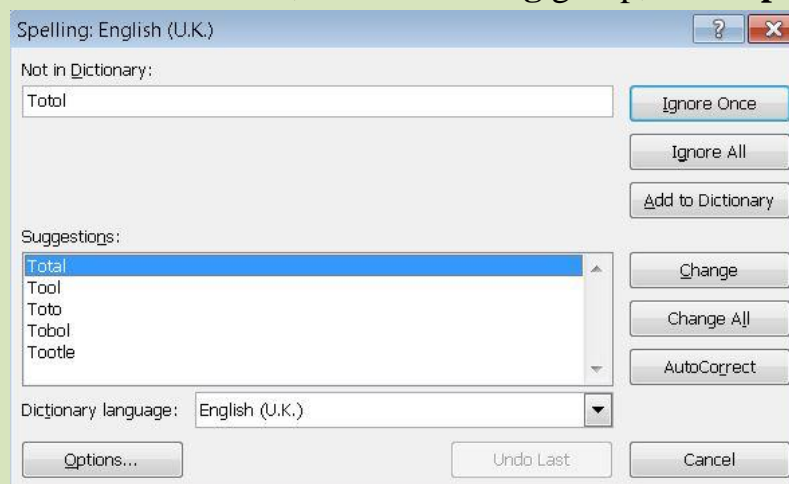 g group,
p
Spelling: English (U.K.)
Not in Dictionary:
Totol
Ignore Once
Ignore All
Add to Dictionary
Suggestions:
Total
Tool
Toto
Tobol
Tootle
Change
Change All
AutoCorrect
Dictionary language: English (U.K.)
Options...
Undo Last
Cancel